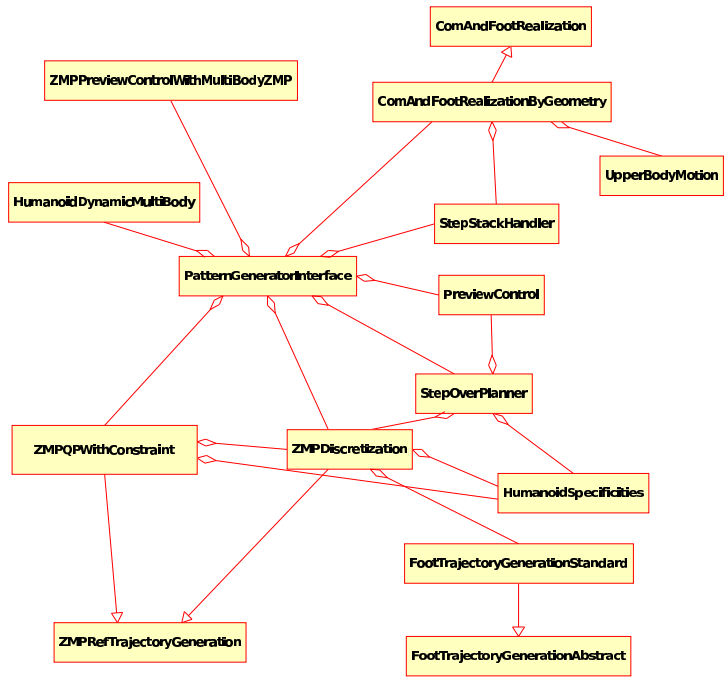 ComAndFootRealization
ZMPPreviewControlWithMultiBodyZMP
ComAndFootRealizationByGeometry
UpperBodyMotion
HumanoidDynamicMultiBody
StepStackHandler
PatternGeneratorInterface
PreviewControl
StepOverPlanner
ZMPQPWithConstraint
ZMPDiscretization
HumanoidSpecificities
FootTrajectoryGenerationStandard
ZMPRefTrajectoryGeneration
FootTrajectoryGenerationAbstract